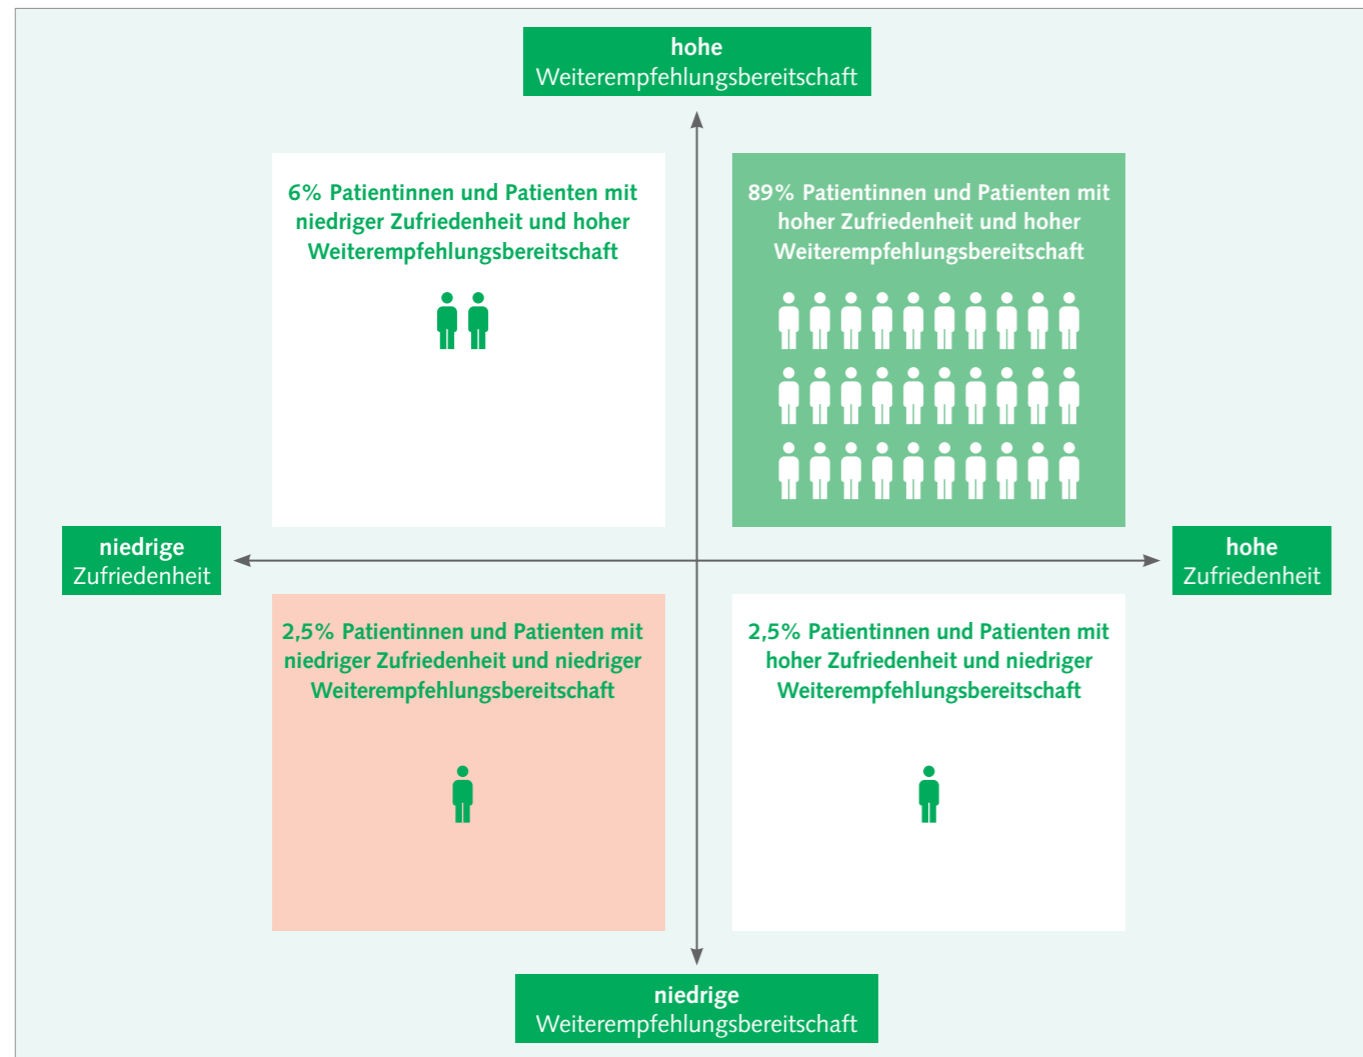 hohe
Weiterempfehlungsbereitschaft
6% Patientinnen und Patienten mit
niedriger Zufriedenheit und hoher
Weiterempfehlungsbereitschaft
89% Patientinnen und Patienten mit
hoher Zufriedenheit und hoher
Weiterempfehlungsbereitschaft
niedrige
Zufriedenheit
hohe
Zufriedenheit
2,5% Patientinnen und Patienten mit
niedriger Zufriedenheit und niedriger
Weiterempfehlungsbereitschaft
2,5% Patientinnen und Patienten mit
hoher Zufriedenheit und niedriger
Weiterempfehlungsbereitschaft
niedrige
Weiterempfehlungsbereitschaft